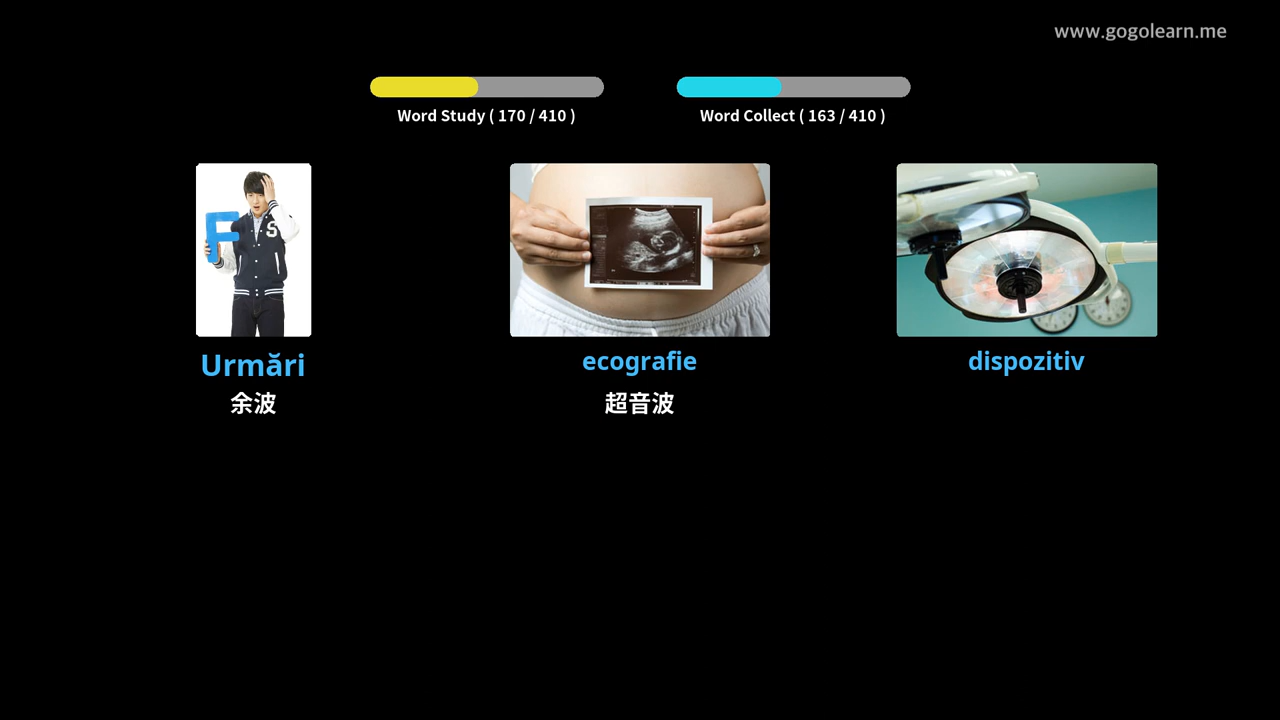 www.gogolearn.me
Word Study ( 170 / 410 )
Word Collect ( 163 / 410 )
F
S
Urmări
ecografie
dispozitiv
余波
超音波